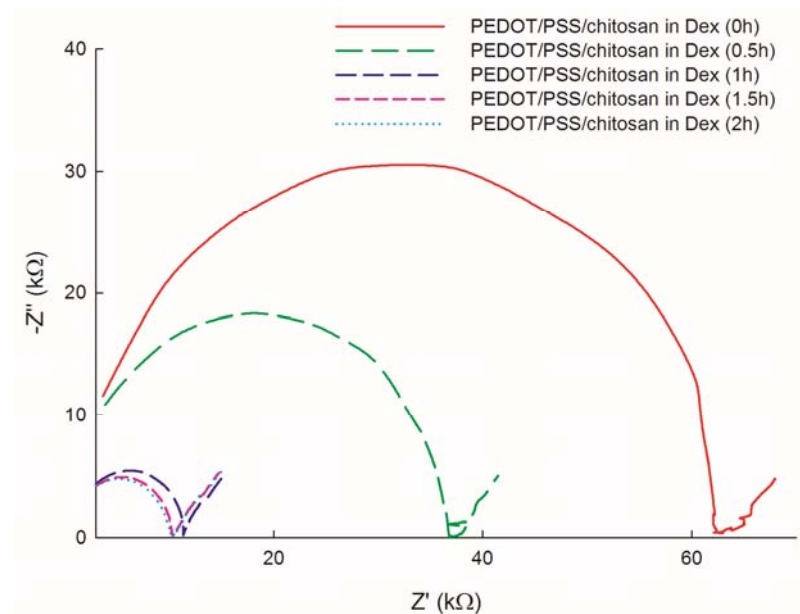 PEDOT/PSS/chitosan in Dex (0h)
PEDOT/PSS/chitosan in Dex (0.5h)
PEDOT/PSS/chitosan in Dex (1h)
PEDOT/PSS/chitosan in Dex (1.5h)
PEDOT/PSS/chitosan in Dex (2h)
40
30
20
10
0
-Z" (kΩ)
20 40 60
Z' (kΩ)